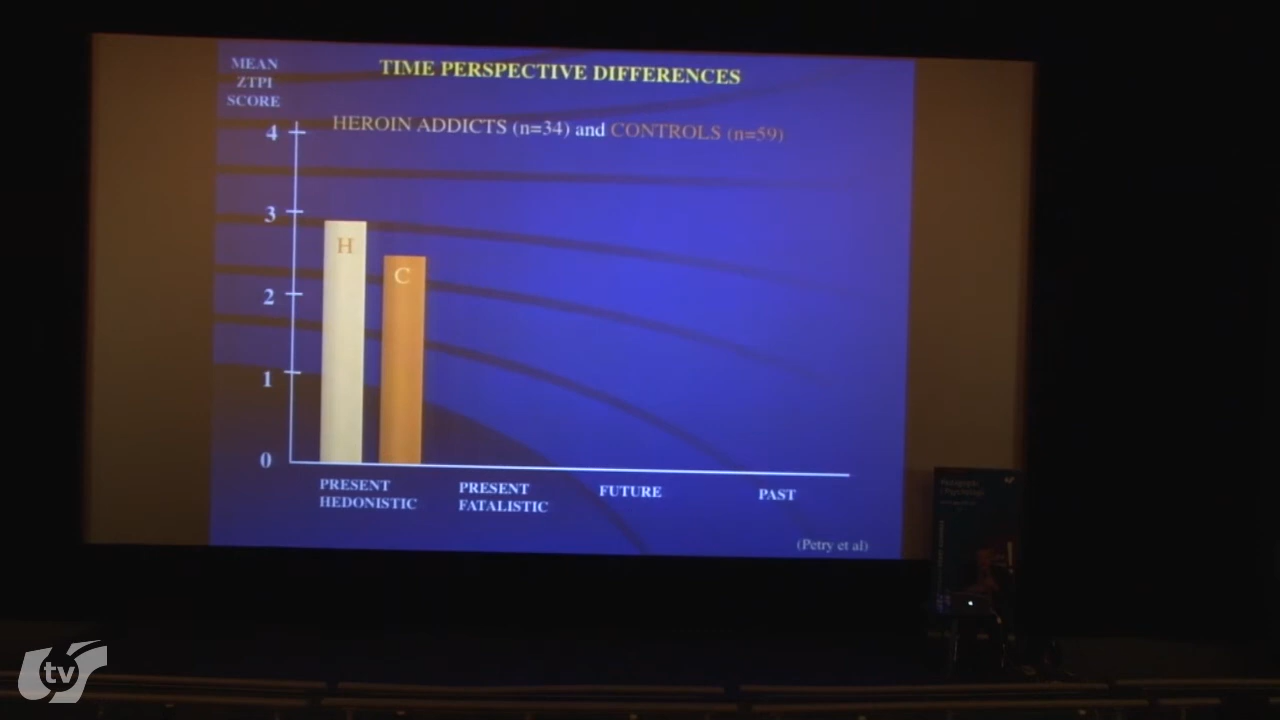 MEAN
ZTPI
SCORE
TIME PERSPECTIVE DIFFERENCES
HEROIN ADDICTS (n=34) and CONTROLS (n=59)
4
3
2
1
0
H
C
PRESENT
HEDONISTIC
PRESENT
FATALISTIC
FUTURE
PAST
(Petry et al)
tv